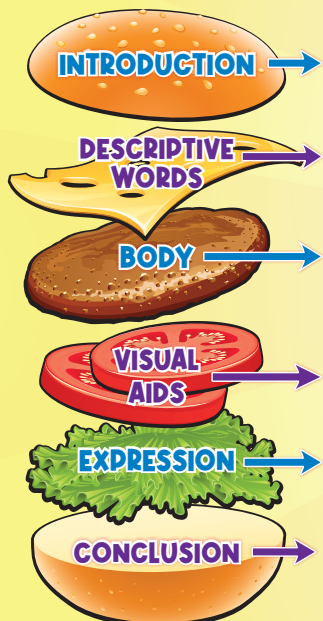 INTRODUCTION
DESCRIPTIVE
WORDS
BODY
VISUAL
AIDS
EXPRESSION
CONCLUSION